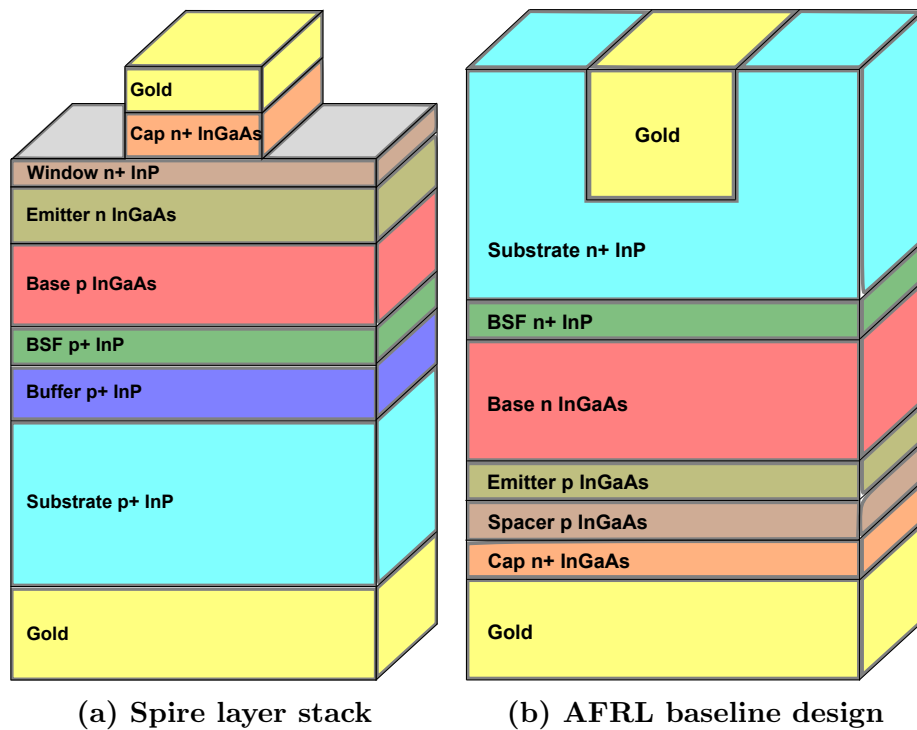 Gold
Cap n+ InGaAs
Window n+ InP
Emitter n InGaAs
Base p InGaAs
BSF p+ InP
Buffer p+ InP
Substrate p+ InP
Gold
(a) Spire layer stack
Gold
Substrate n+ InP
BSF n+ InP
Base n InGaAs
Emitter p InGaAs
Spacer p InGaAs
Cap n+ InGaAs
Gold
(b) AFRL baseline design